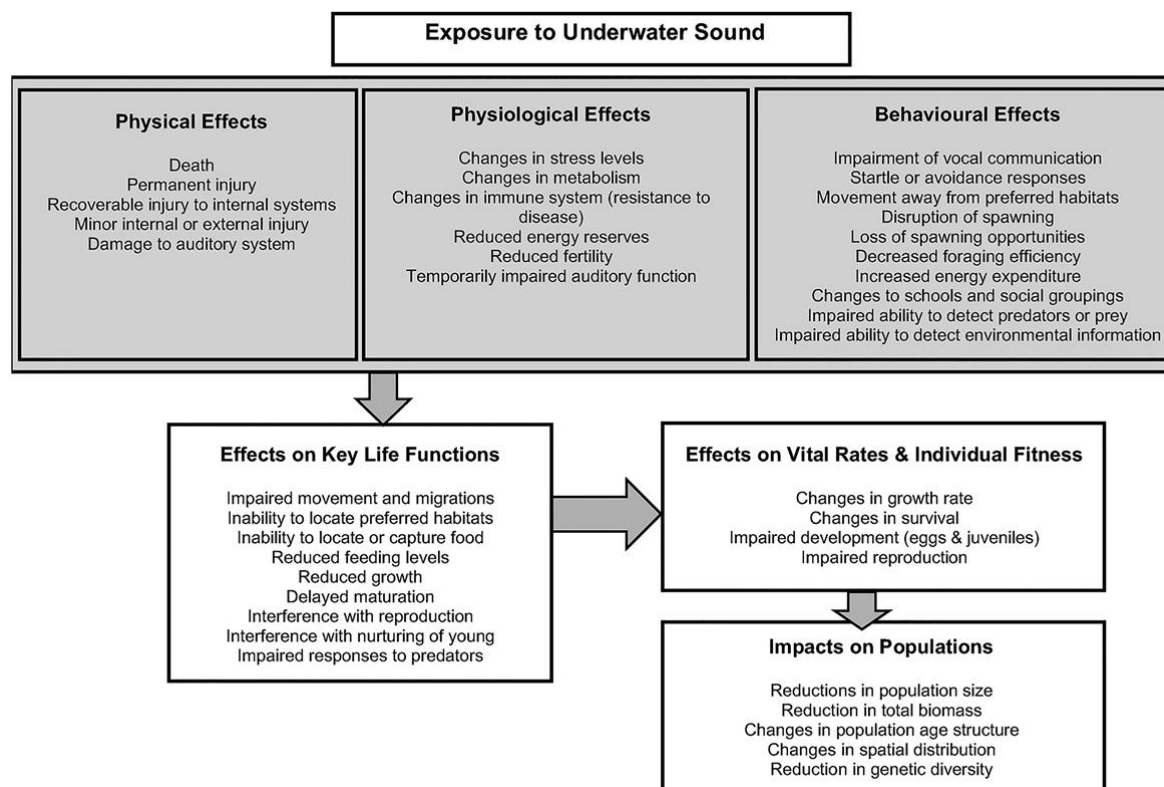 Exposure to Underwater Sound
Physical Effects
Death
Permanent injury
Recoverable injury to internal systems
Minor internal or external injury
Damage to auditory system
Physiological Effects
Changes in stress levels
Changes in metabolism
Changes in immune system (resistance to
disease)
Reduced energy reserves
Reduced fertility
Temporarily impaired auditory function
Behavioural Effects
Impairment of vocal communication
Startle or avoidance responses
Movement away from preferred habitats
Disruption of spawning
Loss of spawning opportunities
Decreased foraging efficiency
Increased energy expenditure
Changes to schools and social groupings
Impaired ability to detect predators or prey
Impaired ability to detect environmental information
Effects on Key Life Functions
Impaired movement and migrations
Inability to locate preferred habitats
Inability to locate or capture food
Reduced feeding levels
Reduced growth
Delayed maturation
Interference with reproduction
Interference with nurturing of young
Impaired responses to predators
Effects on Vital Rates & Individual Fitness
Changes in growth rate
Changes in survival
Impaired development (eggs & juveniles)
Impaired reproduction
Impacts on Populations
Reductions in population size
Reduction in total biomass
Changes in population age structure
Changes in spatial distribution
Reduction in genetic diversity